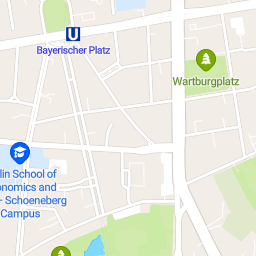 U
Bayerischer Platz
Wartburgplatz
lin School of
onomics and
- Schoeneberg
Campus